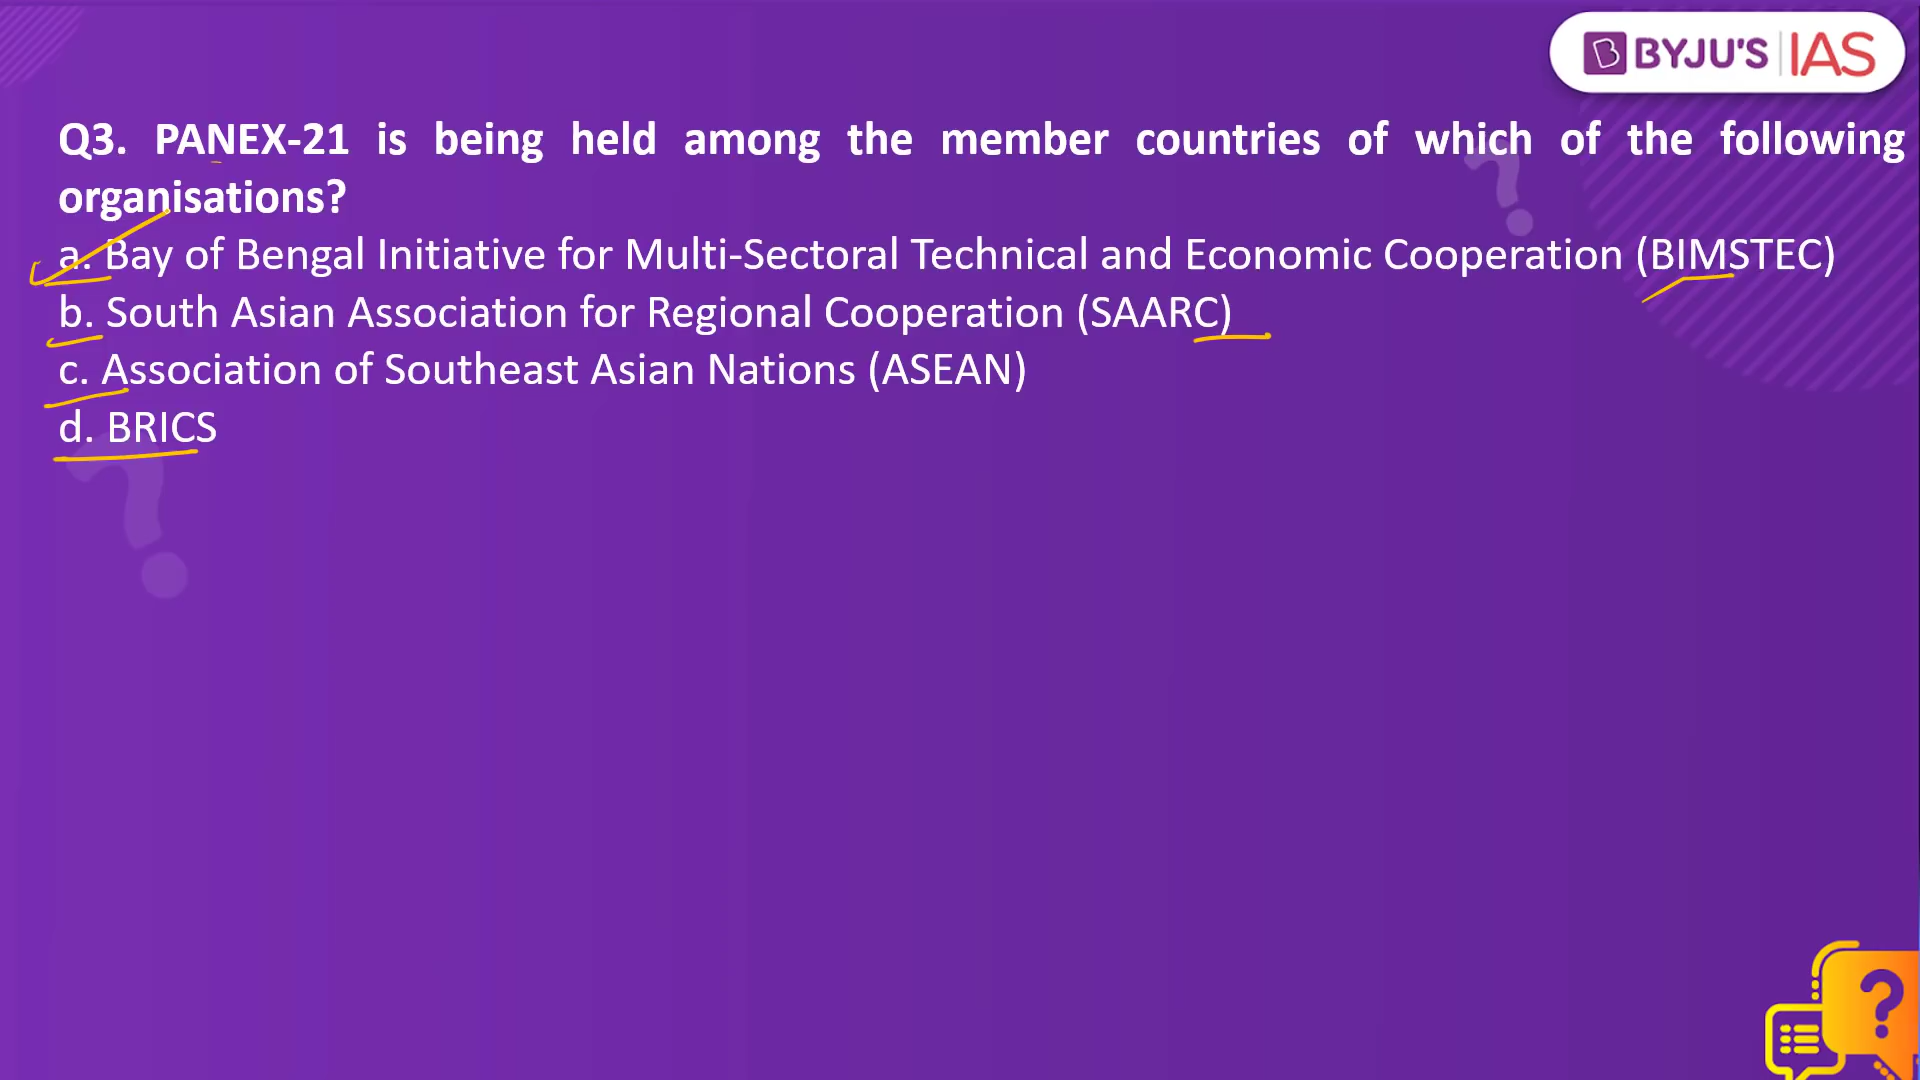 BYJU'S IAS
Q3. PANEX-21 is being held among the member countries of which of the following
organisations?
a. Bay of Bengal Initiative for Multi-Sectoral Technical and Economic Cooperation (BIMSTEC)
b. South Asian Association for Regional Cooperation (SAARC)
c. Association of Southeast Asian Nations (ASEAN)
d. BRICS